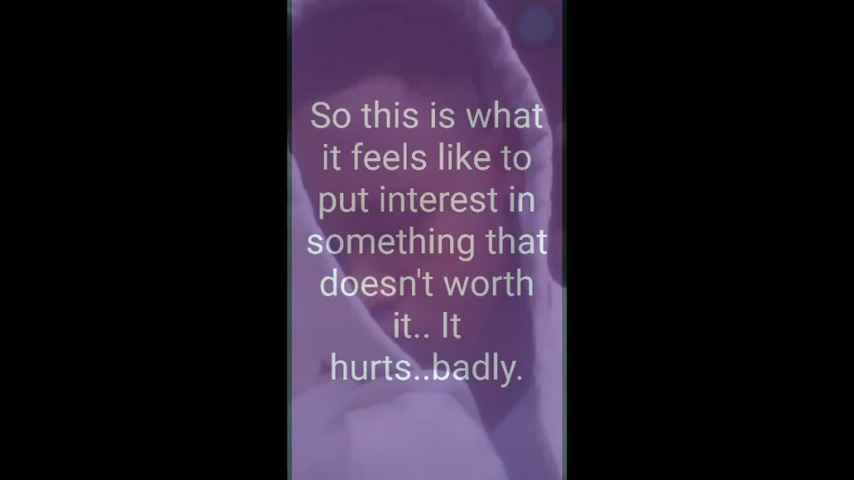 So this is what
it feels like to
put interest in
something that
doesn't worth
it.. It
hurts..badly.